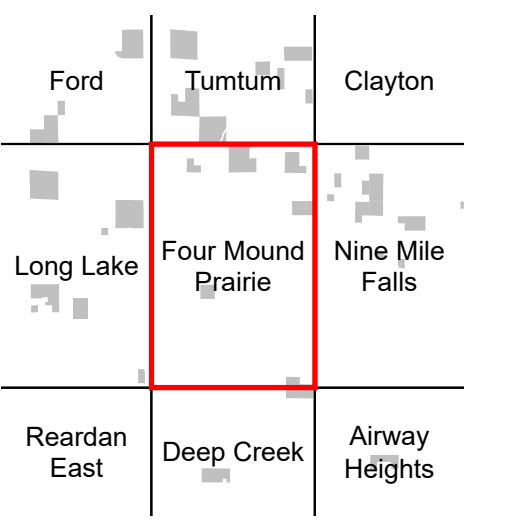 Ford
Tumtum
Clayton
Long Lake
Four Mound
Prairie
Nine Mile
Falls
Reardan
East
Deep Creek
Airway
Heights